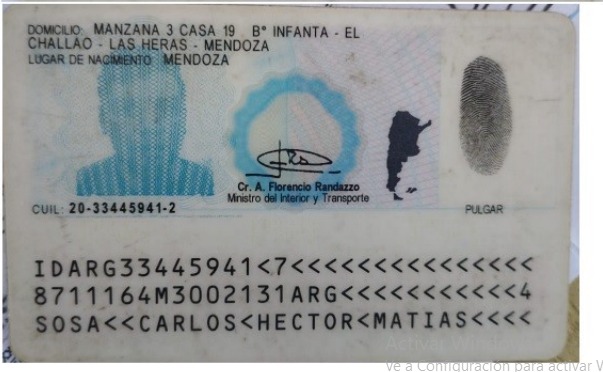 DOMICILIO: MANZANA 3 CASA 19 B° INFANTA - EL
CHALLAO - LAS HERAS - MENDOZA
LUGAR DE NACIMIENTO MENDOZA
Cr. A. Florencio Randazzo
Ministro del Interior y Transporte
CUIL: 20-33445941-2
PULGAR
IDARG33445941<7<<<<<<<<<<<<<<<
8711164M3002131ARG<<<<<<<<<<<4
SOSA<<CARLOS<HECTOR<MATIAS<<<<
Activar Windows
Ve a Configuración para activar W